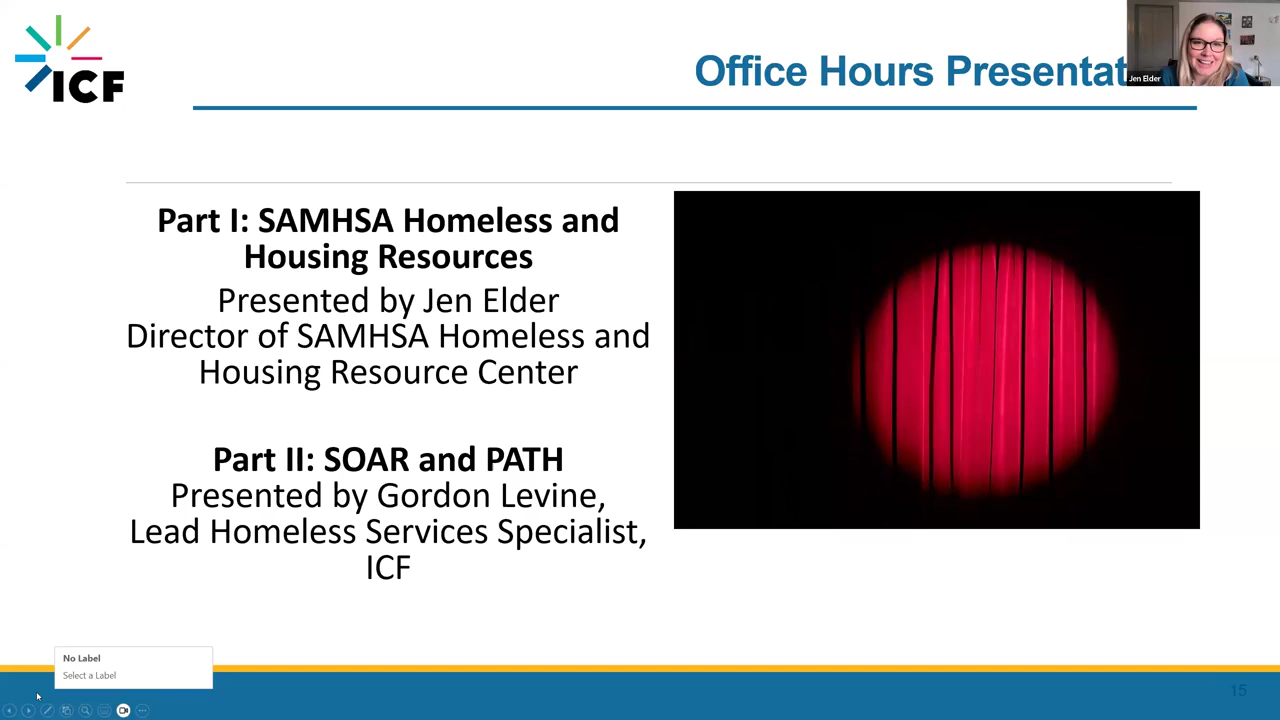 ICF
Office Hours Presentat
Jen Elder
Part I: SAMHSA Homeless and
Housing Resources
Presented by Jen Elder
Director of SAMHSA Homeless and
Housing Resource Center
Part II: SOAR and PATH
Presented by Gordon Levine,
Lead Homeless Services Specialist,
ICF
No Label
Select a Label
15